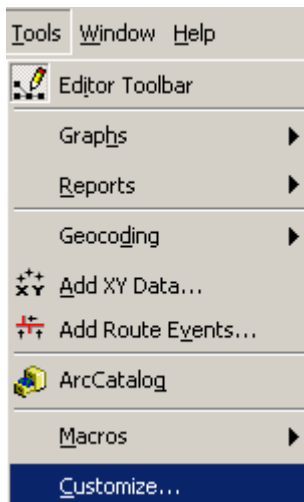 Tools Window Help
Editor Toolbar
Graphs
Reports
Geocoding
Add XY Data...
Add Route Events...
ArcCatalog
Macros
Customize...